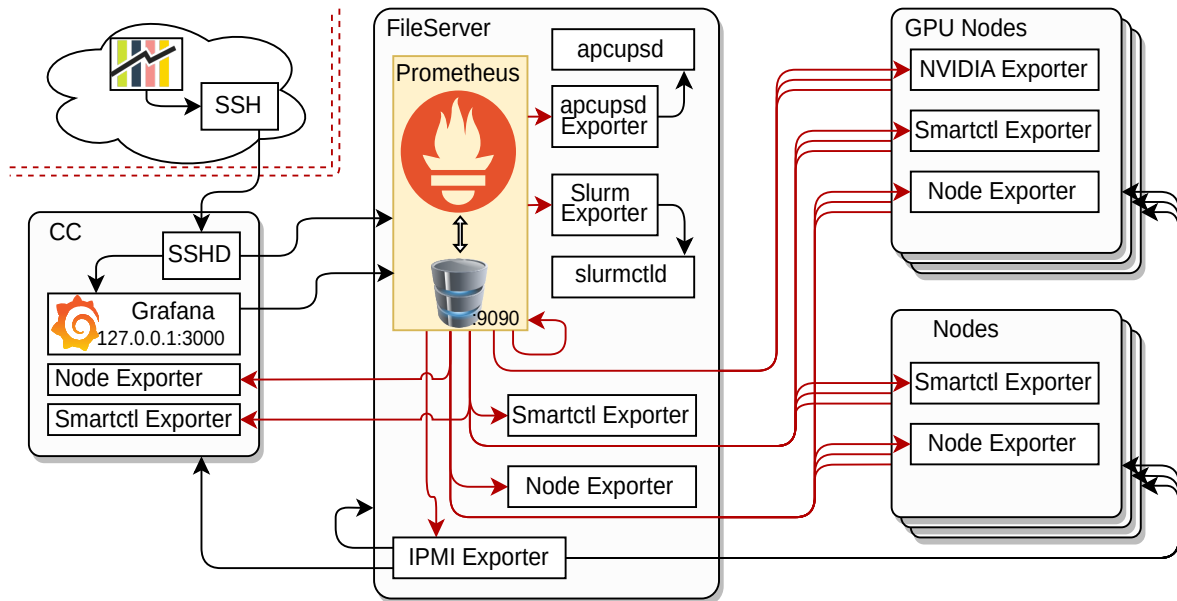 SSH
CC
SSHD
Grafana
127.0.0.1:3000
Node Exporter
Smartctl Exporter
FileServer
Prometheus
:9090
apcupsd
apcupsd
Exporter
Slurm
Exporter
slurmctld
Smartctl Exporter
Node Exporter
IPMI Exporter
GPU Nodes
NVIDIA Exporter
Smartctl Exporter
Node Exporter
Nodes
Smartctl Exporter
Node Exporter